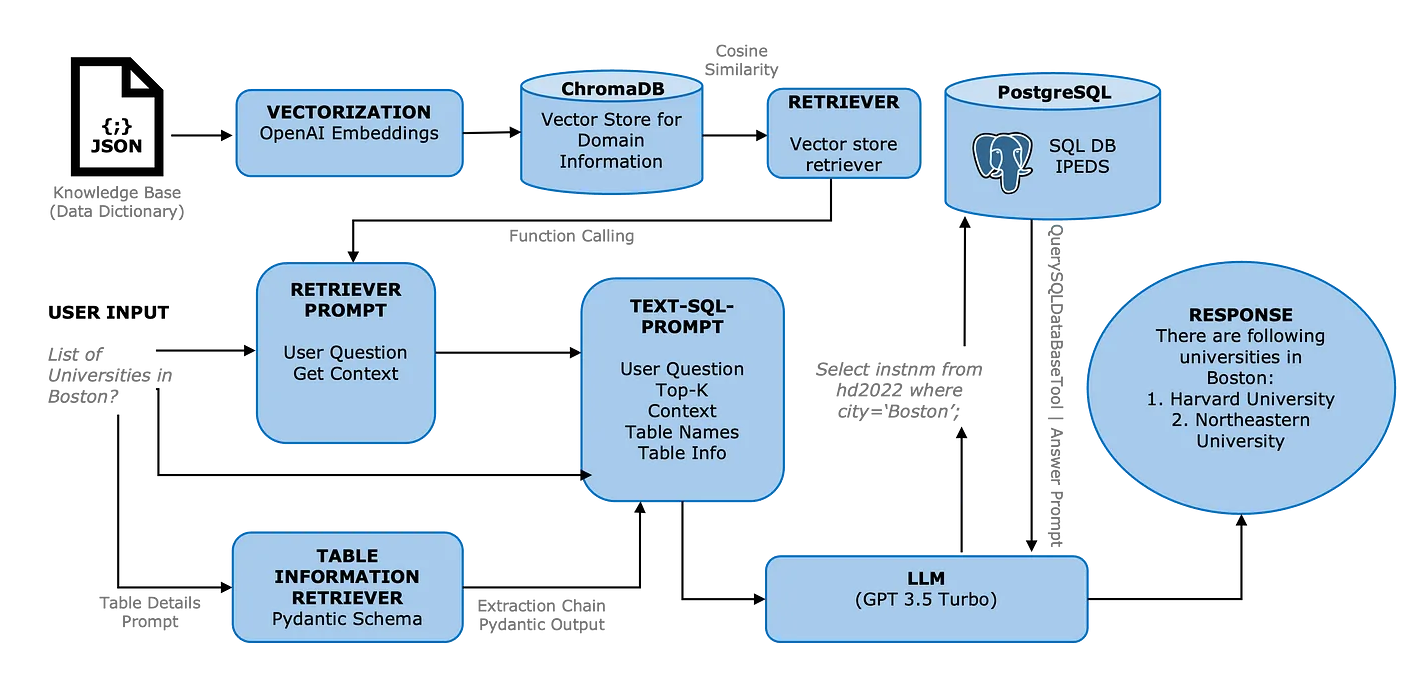 Cosine
Similarity
{;}
JSON
Knowledge Base
(Data Dictionary)
VECTORIZATION
OpenAI Embeddings
ChromaDB
Vector Store for
Domain
Information
RETRIEVER
Vector store
retriever
PostgreSQL
SQL DB
IPEDS
Function Calling
USER INPUT
List of
Universities in
Boston?
RETRIEVER
PROMPT
User Question
Get Context
TEXT-SQL-
PROMPT
User Question
Top-K
Context
Table Names
Table Info
Select instnm from
hd2022 where
city=‘Boston’;
QuerySQLDataBaseTool | Answer Prompt
RESPONSE
There are following
universities in
Boston:
1. Harvard University
2. Northeastern
University
Table Details
Prompt
TABLE
INFORMATION
RETRIEVER
Pydantic Schema
Extraction Chain
Pydantic Output
LLM
(GPT 3.5 Turbo)